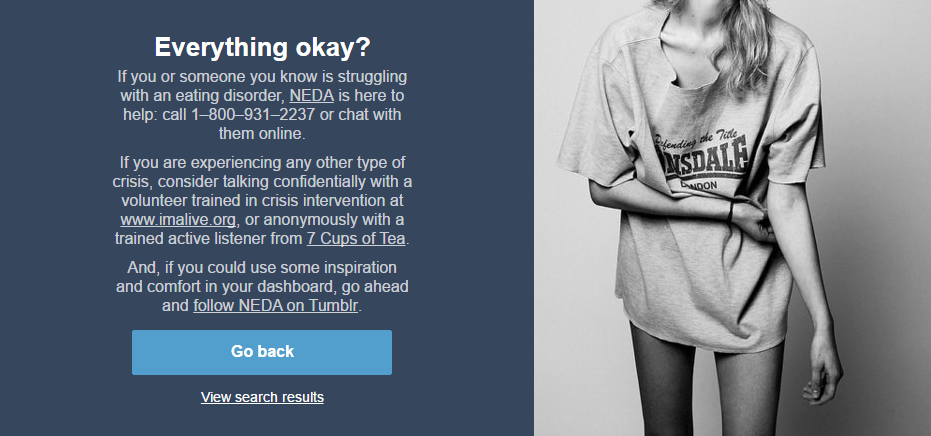 Everything okay?
If you or someone you know is struggling
with an eating disorder, NEDA is here to
help: call 1–800–931–2237 or chat with
them online.
If you are experiencing any other type of
crisis, consider talking confidentially with a
volunteer trained in crisis intervention at
www.imalive.org, or anonymously with a
trained active listener from 7 Cups of Tea.
And, if you could use some inspiration
and comfort in your dashboard, go ahead
and follow NEDA on Tumblr.
Go back
View search results
efending the Title
NSDALE
ONDON